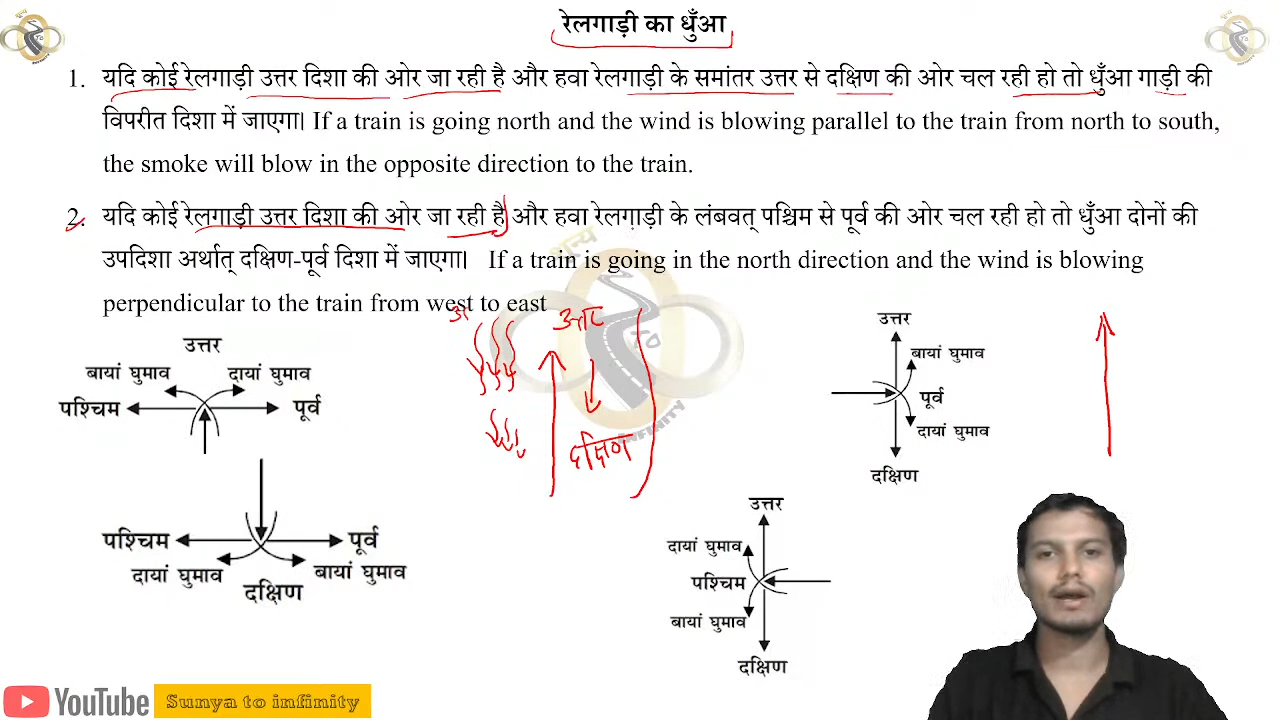 रेलगाड़ी का धुँआ
1. यदि कोई रेलगाड़ी उत्तर दिशा की ओर जा रही है और हवा रेलगाड़ी के समांतर उत्तर से दक्षिण की ओर चल रही हो तो धुँआ गाड़ी की
विपरीत दिशा में जाएगा। If a train is going north and the wind is blowing parallel to the train from north to south,
the smoke will blow in the opposite direction to the train.
2. यदि कोई रेलगाड़ी उत्तर दिशा की ओर जा रही है और हवा रेलगाड़ी के लंबवत् पश्चिम से पूर्व की ओर चल रही हो तो धुँआ दोनों की
उपदिशा अर्थात् दक्षिण-पूर्व दिशा में जाएगा। If a train is going in the north direction and the wind is blowing
perpendicular to the train from west to east
उत्तर
बायां घुमाव दायां घुमाव
पश्चिम पूर्व
पश्चिम पूर्व
दायां घुमाव बायां घुमाव
दक्षिण
उत्तर
दक्षिण
शून्य
INFINITY
उत्तर
बायां घुमाव
पूर्व
दायां घुमाव
दक्षिण
उत्तर
दायां घुमाव
पश्चिम
बायां घुमाव
दक्षिण
YouTube Sunya to infinity